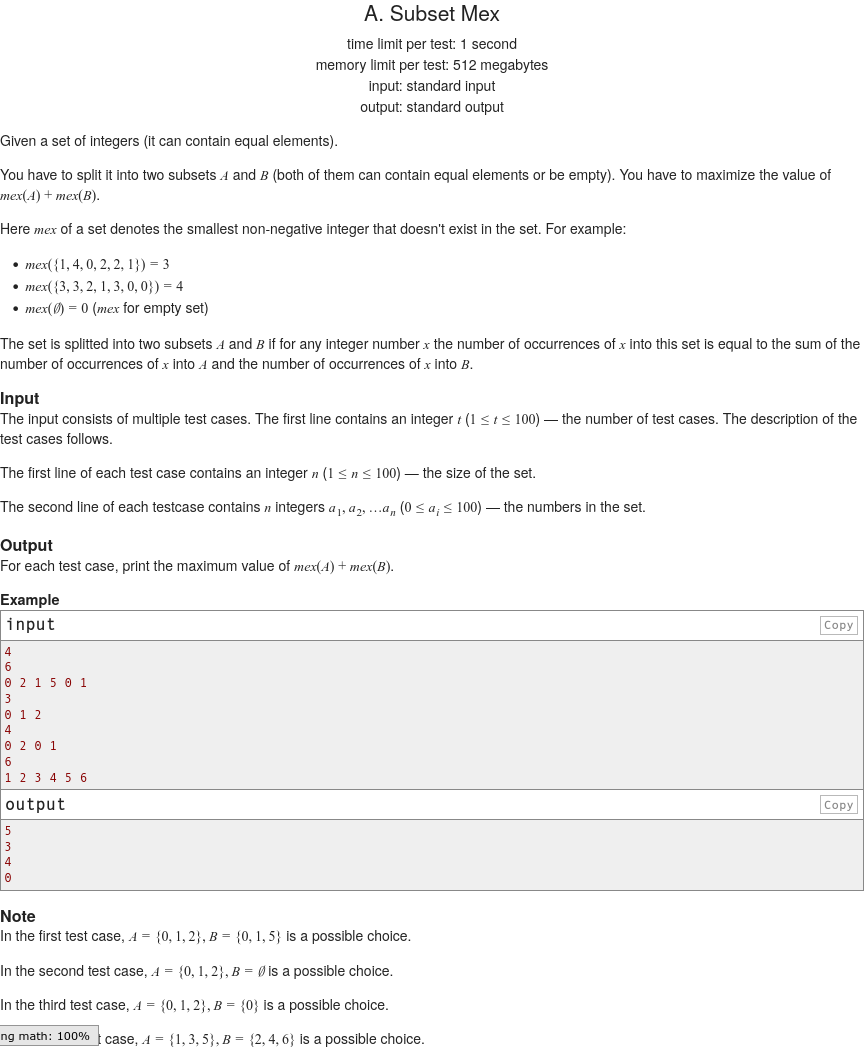 A. Subset Mex
time limit per test: 1 second
memory limit per test: 512 megabytes
input: standard input
output: standard output
Given a set of integers (it can contain equal elements).
You have to split it into two subsets A and B (both of them can contain equal elements or be empty). You have to maximize the value of
mex(A) + mex(B).
Here mex of a set denotes the smallest non-negative integer that doesn't exist in the set. For example:
• mex({1, 4, 0, 2, 2, 1}) = 3
• mex({3, 3, 2, 1, 3, 0, 0}) = 4
• mex(∅) = 0 (mex for empty set)
The set is splitted into two subsets A and B if for any integer number x the number of occurrences of x into this set is equal to the sum of the
number of occurrences of x into A and the number of occurrences of x into B.
Input
The input consists of multiple test cases. The first line contains an integer t (1 ≤ t ≤ 100) — the number of test cases. The description of the
test cases follows.
The first line of each test case contains an integer n (1 ≤ n ≤ 100) — the size of the set.
The second line of each testcase contains n integers a₁, a₂, …aₙ (0 ≤ aᵢ ≤ 100) — the numbers in the set.
Output
For each test case, print the maximum value of mex(A) + mex(B).
Example
input Copy
4
6
0 2 1 5 0 1
3
0 1 2
4
0 2 0 1
6
1 2 3 4 5 6
output Copy
5
3
4
0
Note
In the first test case, A = {0, 1, 2}, B = {0, 1, 5} is a possible choice.
In the second test case, A = {0, 1, 2}, B = ∅ is a possible choice.
In the third test case, A = {0, 1, 2}, B = {0} is a possible choice.
ng math: 100% t case, A = {1, 3, 5}, B = {2, 4, 6} is a possible choice.